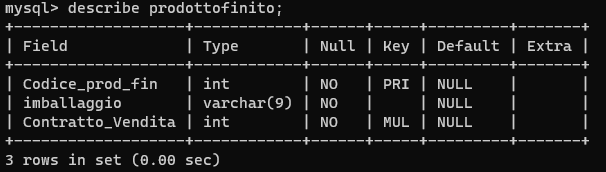 mysql> describe prodottofinito;
+------------------+------------+------+-----+---------+-------+
| Field            | Type       | Null | Key | Default | Extra |
+------------------+------------+------+-----+---------+-------+
| Codice_prod_fin  | int        | NO   | PRI | NULL    |       |
| imballaggio      | varchar(9) | NO   |     | NULL    |       |
| Contratto_Vendita | int        | NO   | MUL | NULL    |       |
+------------------+------------+------+-----+---------+-------+
3 rows in set (0.00 sec)